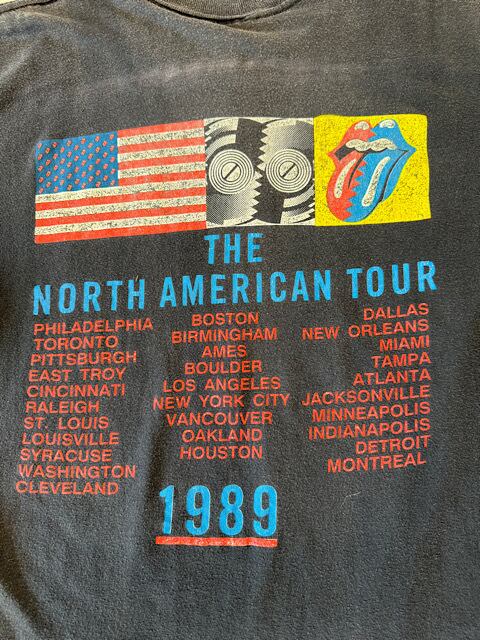 THE
NORTH AMERICAN TOUR
PHILADELPHIA
TORONTO
PITTSBURGH
EAST TROY
CINCINNATI
RALEIGH
ST. LOUIS
LOUISVILLE
SYRACUSE
WASHINGTON
CLEVELAND
BOSTON
BIRMINGHAM
AMES
BOULDER
LOS ANGELES
NEW YORK CITY
VANCOUVER
OAKLAND
HOUSTON
DALLAS
NEW ORLEANS
MIAMI
TAMPA
ATLANTA
JACKSONVILLE
MINNEAPOLIS
INDIANAPOLIS
DETROIT
MONTREAL
1989